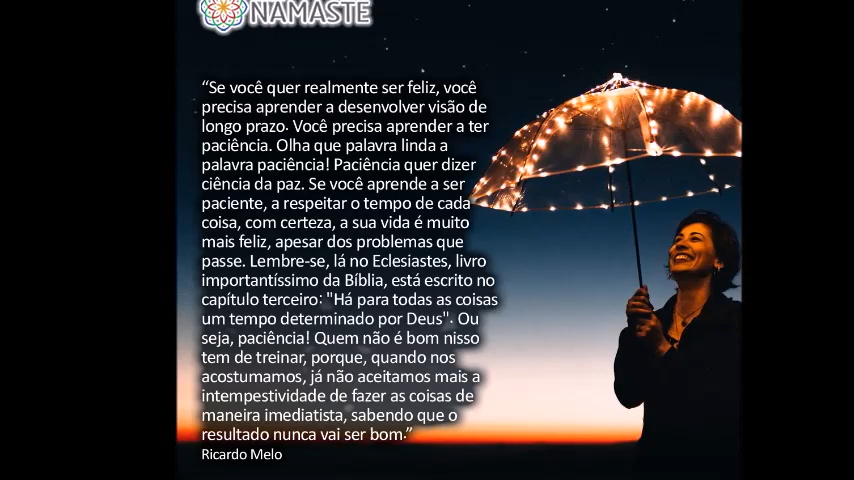 NAMASTE
“Se você quer realmente ser feliz, você
precisa aprender a desenvolver visão de
longo prazo. Você precisa aprender a ter
paciência. Olha que palavra linda a
palavra paciência! Paciência quer dizer
ciência da paz. Se você aprende a ser
paciente, a respeitar o tempo de cada
coisa, com certeza, a sua vida é muito
mais feliz, apesar dos problemas que
passe. Lembre-se, lá no Eclesiastes, livro
importantíssimo da Bíblia, está escrito no
capítulo terceiro: "Há para todas as coisas
um tempo determinado por Deus". Ou
seja, paciência! Quem não é bom nisso
tem de treinar, porque, quando nos
acostumamos, já não aceitamos mais a
intempestividade de fazer as coisas de
maneira imediatista, sabendo que o
resultado nunca vai ser bom.”
Ricardo Melo